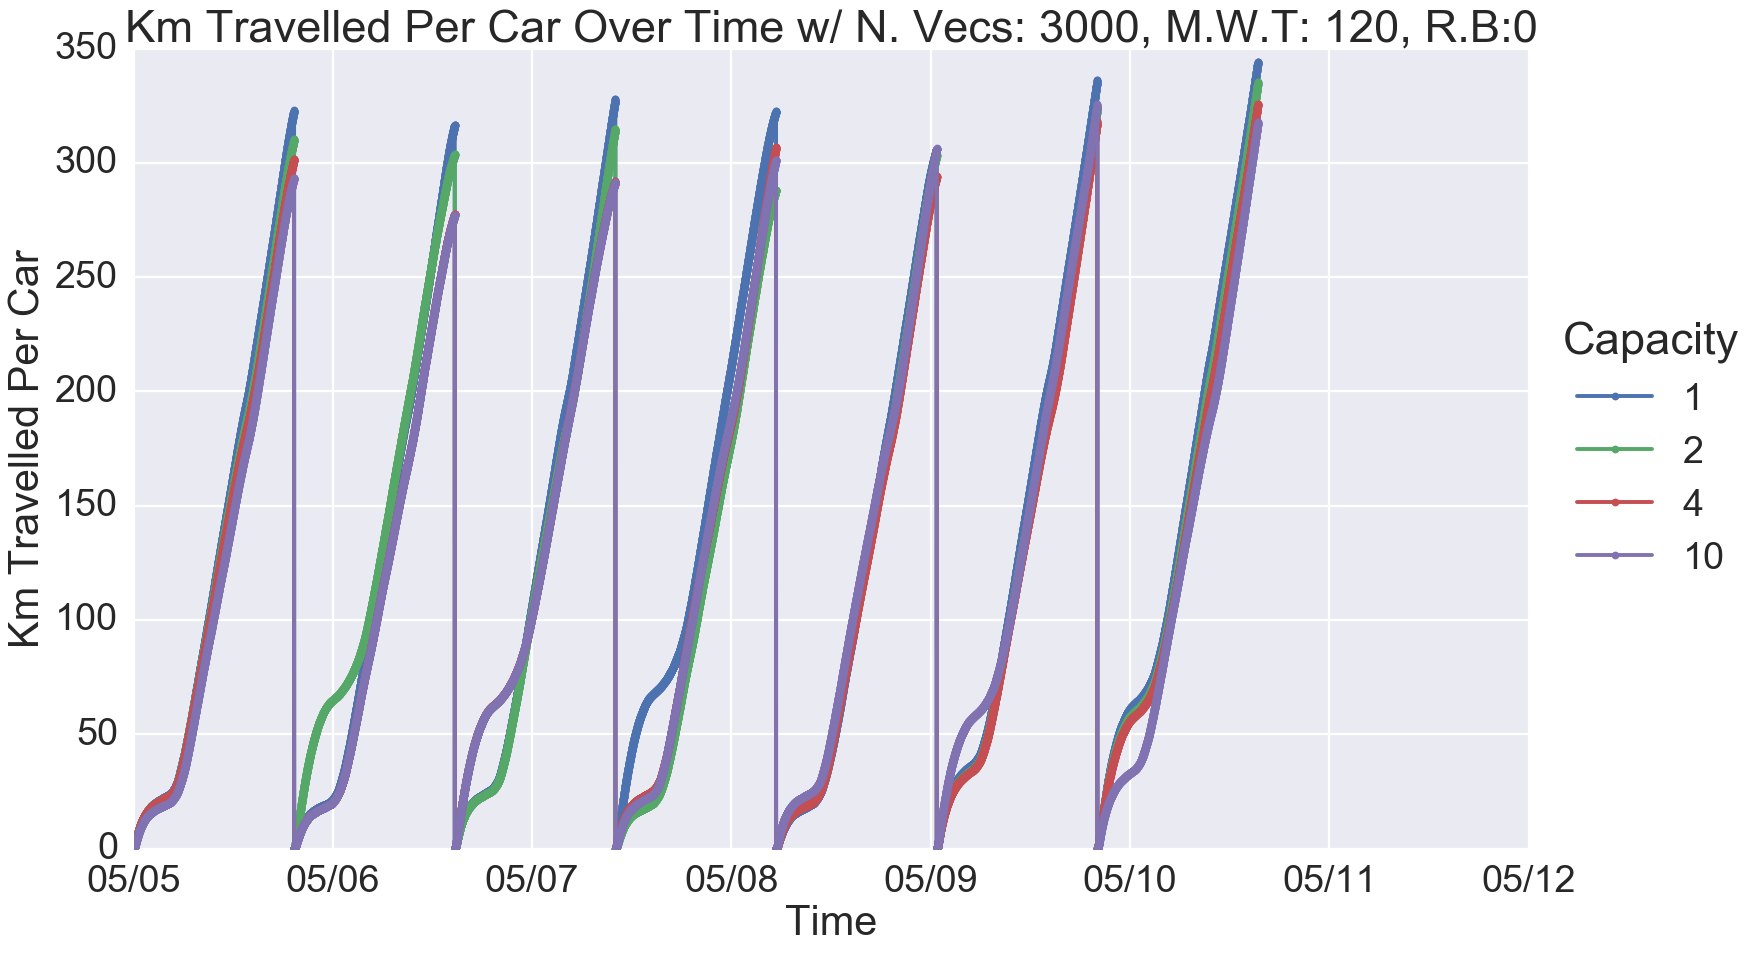 Km Travelled Per Car Over Time w/ N. Vecs: 3000, M.W.T: 120, R.B:0
350
300
250
200
150
100
50
0
Km Travelled Per Car
05/05 05/06 05/07 05/08 05/09 05/10 05/11 05/12
Time
Capacity
1
2
4
10